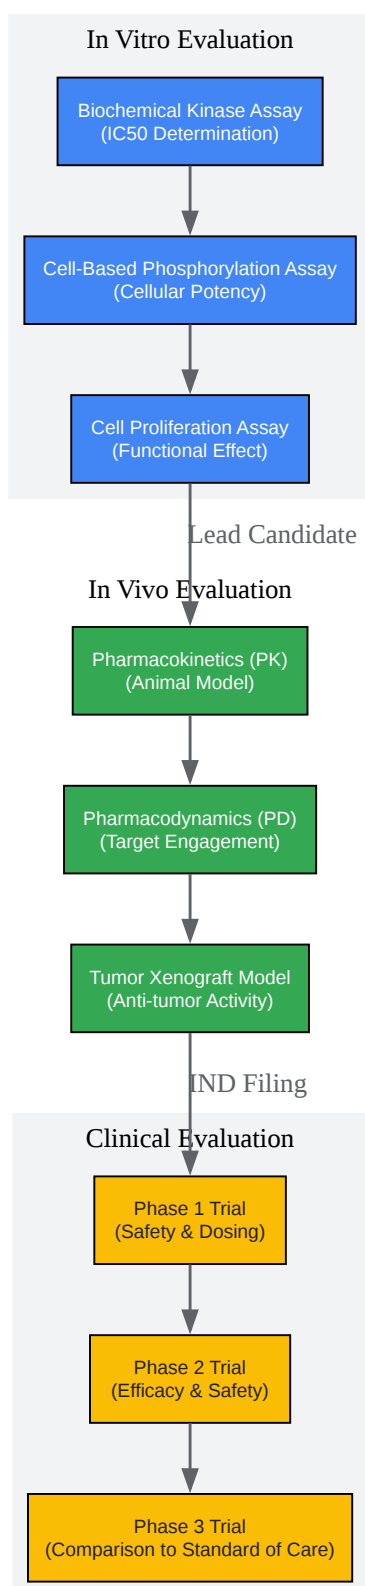 In Vitro Evaluation
Biochemical Kinase Assay
(IC50 Determination)
Cell-Based Phosphorylation Assay
(Cellular Potency)
Cell Proliferation Assay
(Functional Effect)
Lead Candidate
In Vivo Evaluation
Pharmacokinetics (PK)
(Animal Model)
Pharmacodynamics (PD)
(Target Engagement)
Tumor Xenograft Model
(Anti-tumor Activity)
IND Filing
Clinical Evaluation
Phase 1 Trial
(Safety & Dosing)
Phase 2 Trial
(Efficacy & Safety)
Phase 3 Trial
(Comparison to Standard of Care)